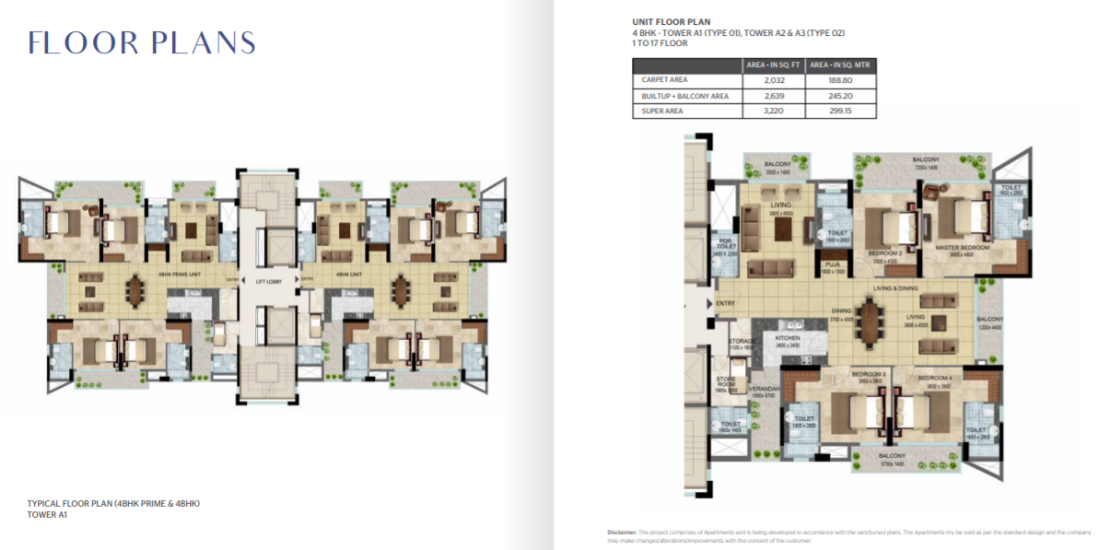 FLOOR PLANS
4BHK PRIME UNIT
ENTRY
LIFT LOBBY
ENTRY
4BHK UNIT
TYPICAL FLOOR PLAN (4BHK PRIME & 4BHK)
TOWER A1
UNIT FLOOR PLAN
4 BHK - TOWER A1 (TYPE 01), TOWER A2 & A3 (TYPE 02)
1 TO 17 FLOOR
AREA - IN SQ. FT AREA - IN SQ. MTR
CARPET AREA 2,032 188.80
BUILTUP + BALCONY AREA 2,639 245.20
SUPER AREA 3,220 299.15
BALCONY
BALCONY
7200x 1400
TOILET
LIVING
TOILET
PDR.
TOILET
BEDROOM 2
MASTER BEDROOM
PUJA
LIVING & DINING
ENTRY
DINING
LIVING
BALCONY
STORAGE
KITCHEN
STORE
ROOM
VERANDAH
BEDROOM 3
BEDROOM 4
TOILET
TOILET
TOILET
BALCONY
5700x 1400
Disclaimer: This project comprises of Apartments and is being developed in accordance with the sanctioned plans. The Apartments my be sold as per the standard design and the company
may make changes/alterations/improvements with the consent of the customer.